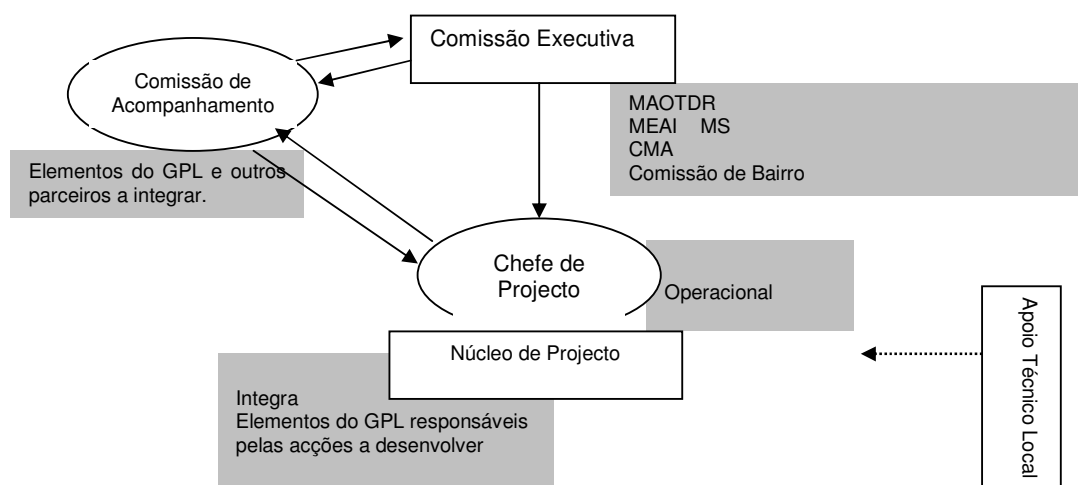 Comissão Executiva
Comissão de
Acompanhamento
MAOTDR
MEAI MS
CMA
Comissão de Bairro
Elementos do GPL e outros
parceiros a integrar.
Chefe de
Projecto
Operacional
Núcleo de Projecto
Integra
Elementos do GPL responsáveis
pelas acções a desenvolver
Apoio Técnico Local